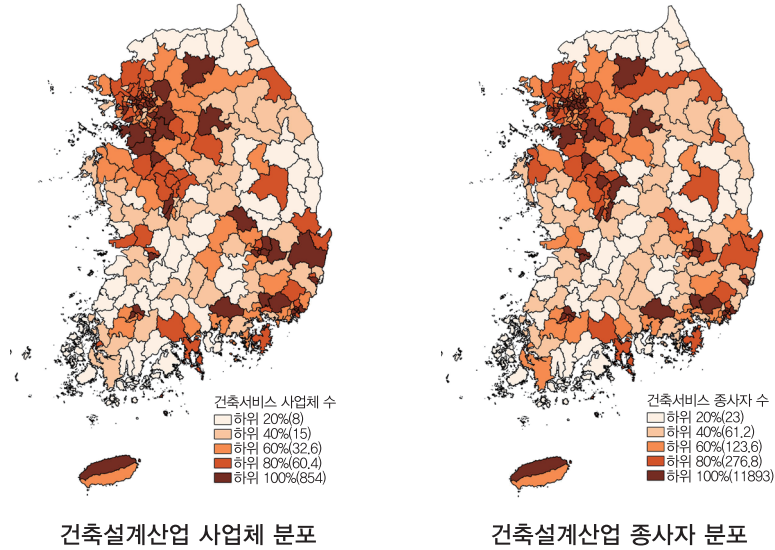 건축서비스 사업체 수
하위 20%(8)
하위 40%(15)
하위 60%(32.6)
하위 80%(60.4)
하위 100%(854)
건축설계산업 사업체 분포
건축서비스 종사자 수
하위 20%(23)
하위 40%(61.2)
하위 60%(123.6)
하위 80%(276.8)
하위 100%(11893)
건축설계산업 종사자 분포